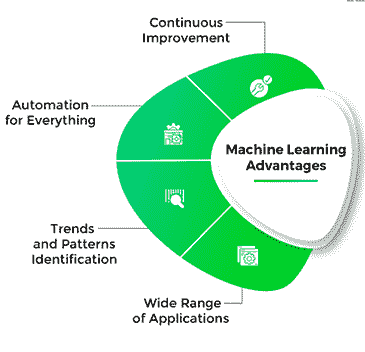 Continuous
Improvement
Automation
for Everything
Machine Learning
Advantages
Trends
and Patterns
Identification
Wide Range
of Applications